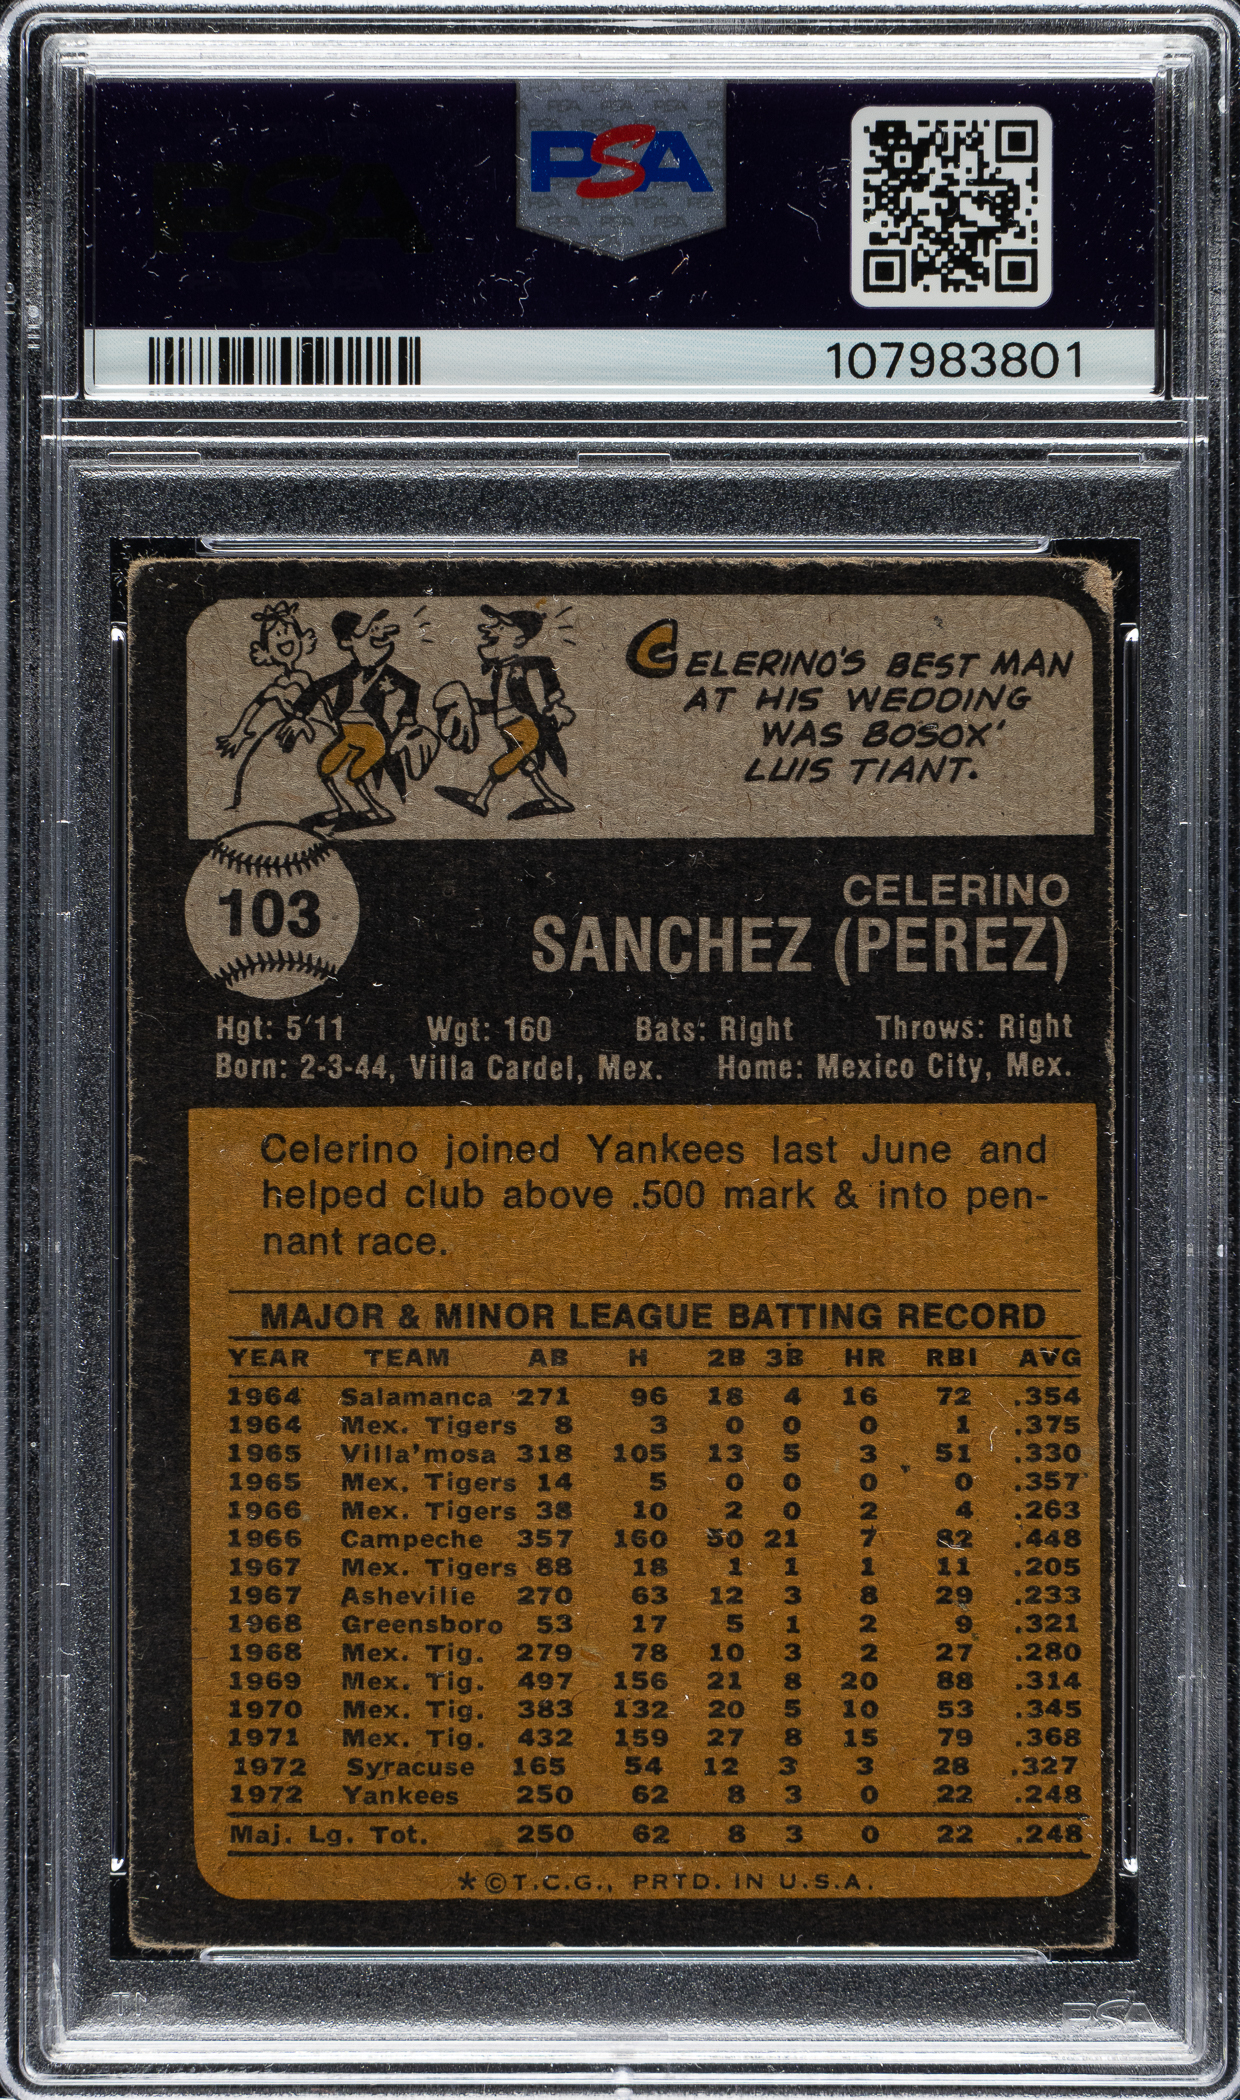 PSA
107983801
CELERINO'S BEST MAN
AT HIS WEDDING
WAS BOSOX'
LUIS TIANT.
103
CELERINO
SANCHEZ (PEREZ)
Hgt: 5'11 Wgt: 160 Bats: Right Throws: Right
Born: 2-3-44, Villa Cardel, Mex. Home: Mexico City, Mex.
Celerino joined Yankees last June and
helped club above .500 mark & into pen-
nant race.
MAJOR & MINOR LEAGUE BATTING RECORD
YEAR TEAM AB H 2B 3B HR RBI AVG
1964 Salamanca 271 96 18 4 16 72 .354
1964 Mex. Tigers 8 3 0 0 0 1 .375
1965 Villa'mosa 318 105 13 5 3 51 .330
1965 Mex. Tigers 14 5 0 0 0 0 .357
1966 Mex. Tigers 38 10 2 0 2 4 .263
1966 Campeche 357 160 50 21 7 82 .448
1967 Mex. Tigers 88 18 1 1 1 11 .205
1967 Asheville 270 63 12 3 8 29 .233
1968 Greensboro 53 17 5 1 2 9 .321
1968 Mex. Tig. 279 78 10 3 2 27 .280
1969 Mex. Tig. 497 156 21 8 20 88 .314
1970 Mex. Tig. 383 132 20 5 10 53 .345
1971 Mex. Tig. 432 159 27 8 15 79 .368
1972 Syracuse 165 54 12 3 3 28 .327
1972 Yankees 250 62 8 3 0 22 .248
Maj. Lg. Tot. 250 62 8 3 0 22 .248
*©T.C.G., PRTD. IN U.S.A.
PSA